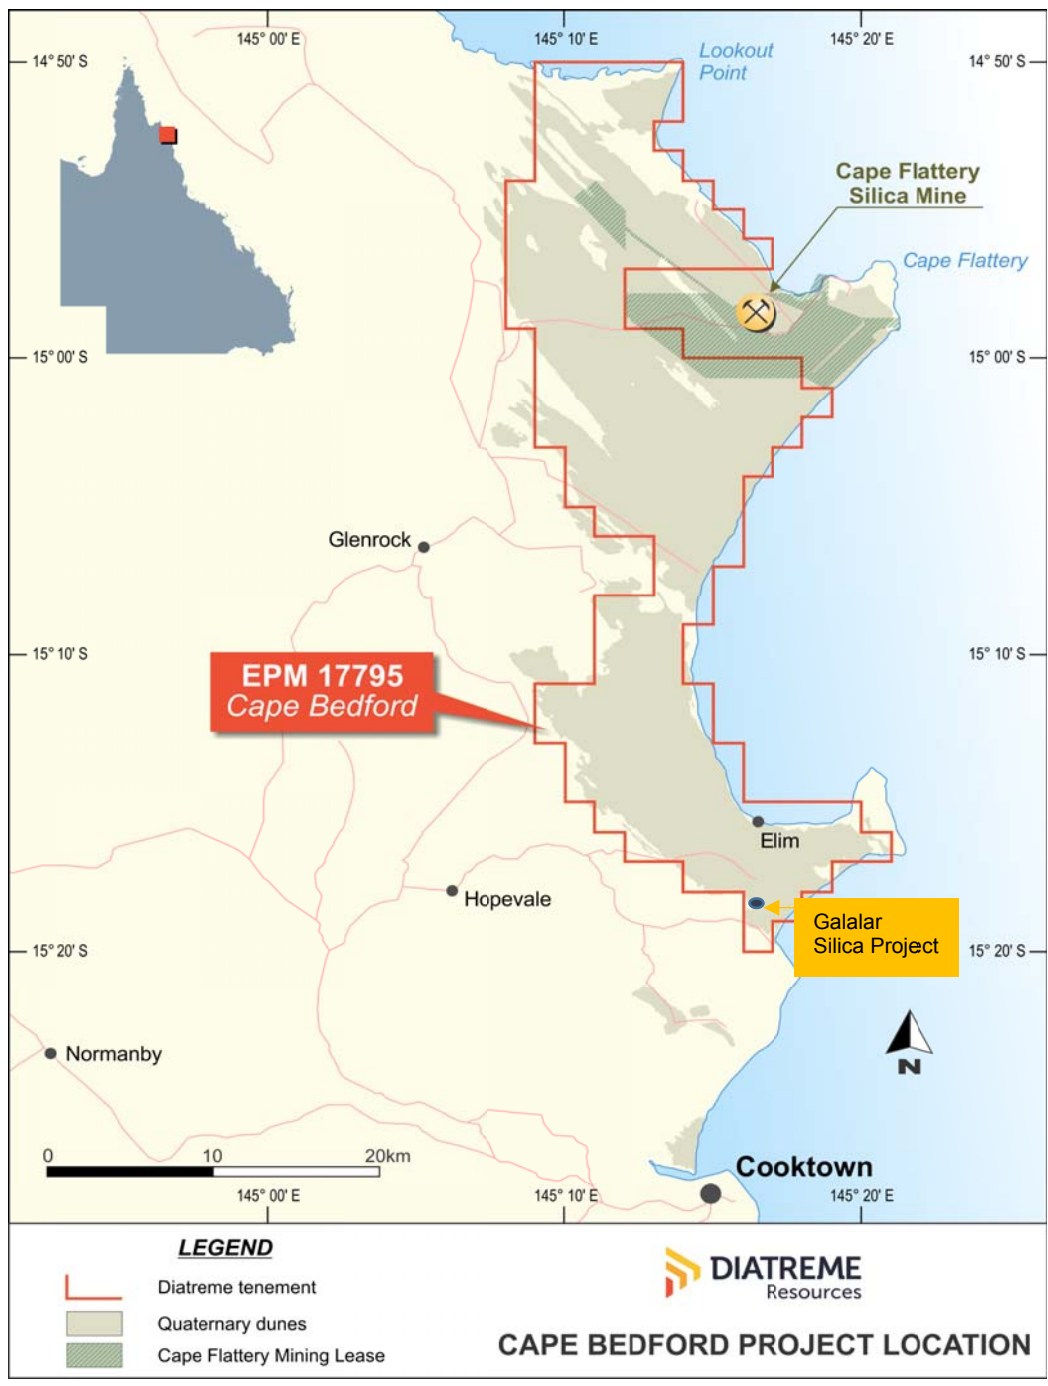 145° 00' E
145° 10' E
145° 20' E
14° 50' S
14° 50' S
Lookout
Point
Cape Flattery
Silica Mine
Cape Flattery
15° 00' S
15° 00' S
Glenrock
15° 10' S
15° 10' S
EPM 17795
Cape Bedford
Elim
Hopevale
Galalar
Silica Project
15° 20' S
15° 20' S
Normanby
N
0
10
20km
Cooktown
145° 00' E
145° 10' E
145° 20' E
LEGEND
Diatreme tenement
Quaternary dunes
Cape Flattery Mining Lease
DIATREME
Resources
CAPE BEDFORD PROJECT LOCATION